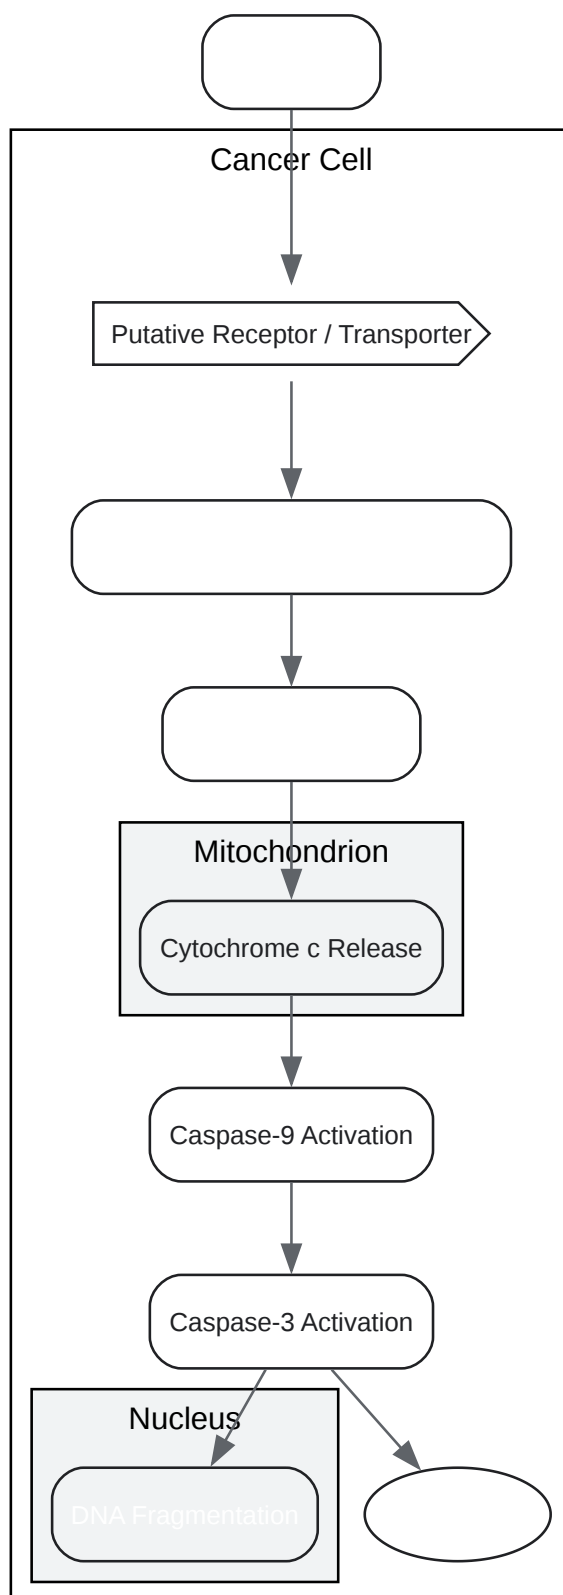 Cancer Cell
Putative Receptor / Transporter
Mitochondrion
Cytochrome c Release
Caspase-9 Activation
Caspase-3 Activation
Nucleus
DNA Fragmentation